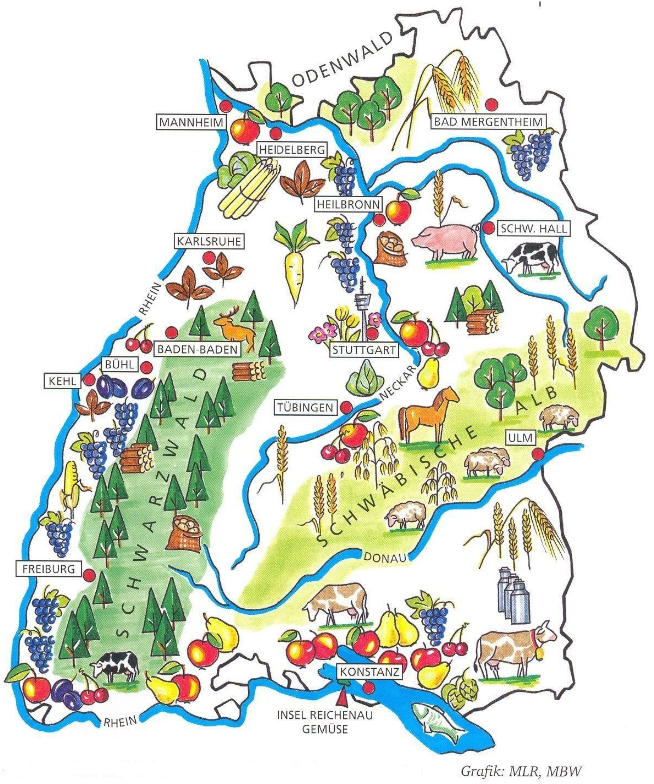 ODENWALD
MANNHEIM
BAD MERGENTHEIM
HEIDELBERG
HEILBRONN
SCHW. HALL
KARLSRUHE
RHEIN
BADEN-BADEN
STUTTGART
BÜHL
KEHL
NECKAR
TÜBINGEN
SCHWÄBISCHE ALB
ULM
SCHWARZWALD
DONAU
FREIBURG
KONSTANZ
INSEL REICHENAU
GEMÜSE
RHEIN
Grafik: MLR, MBW